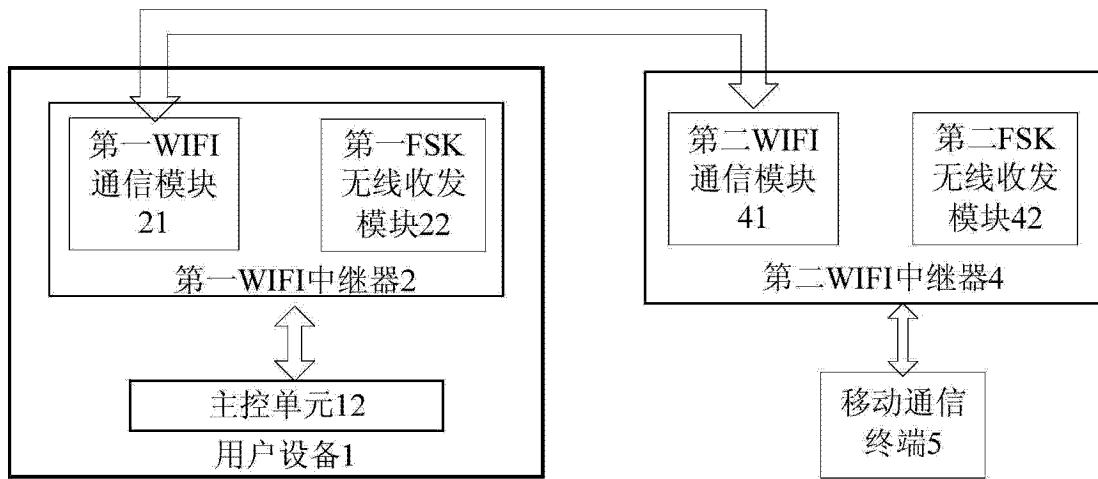 第一WIFI
通信模块
21
第一FSK
无线收发
模块22
第一WIFI中继器2
主控单元12
用户设备1
第二WIFI
通信模块
41
第二FSK
无线收发
模块42
第二WIFI中继器4
移动通信
终端5